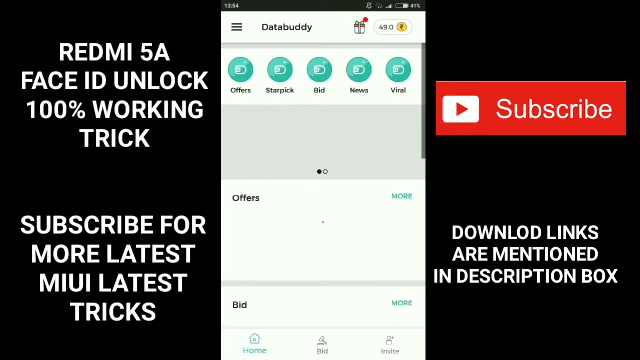 REDMI 5A
FACE ID UNLOCK
100% WORKING
TRICK
SUBSCRIBE FOR
MORE LATEST
MIUI LATEST
TRICKS
13:54
41%
Databuddy
49.0 ₹
Offers Starpick Bid News Viral
Offers MORE
Bid MORE
Home Bid Invite
Subscribe
DOWNLOD LINKS
ARE MENTIONED
IN DESCRIPTION BOX